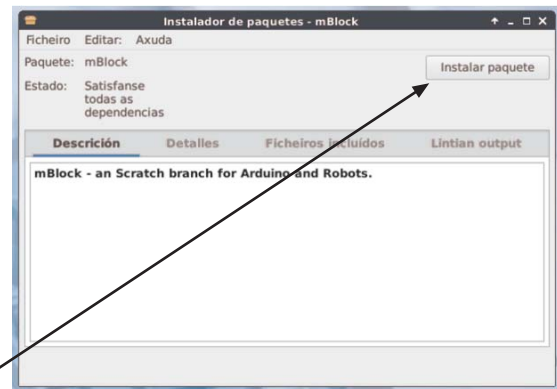 Instalador de paquetes - mBlock
Ficheiro Editar: Axuda
Paquete: mBlock
Instalar paquete
Estado: Satisfanse
todas as
dependencias
Descrición Detalles Ficheiros incluídos Lintian output
mBlock - an Scratch branch for Arduino and Robots.